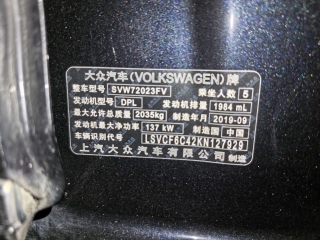 大众汽车(VOLKSWAGEN)牌
整车型号 SVW72023FV 乘坐人数 5
发动机型号 DPL 发动机排量 1984 mL
最大允许总质量 2035kg 制造年月 2019-09
发动机最大净功率 137 kW 制造国 中国
车辆识别代号 LSVCF6C42KN127929
上汽大众汽车有限公司 制造